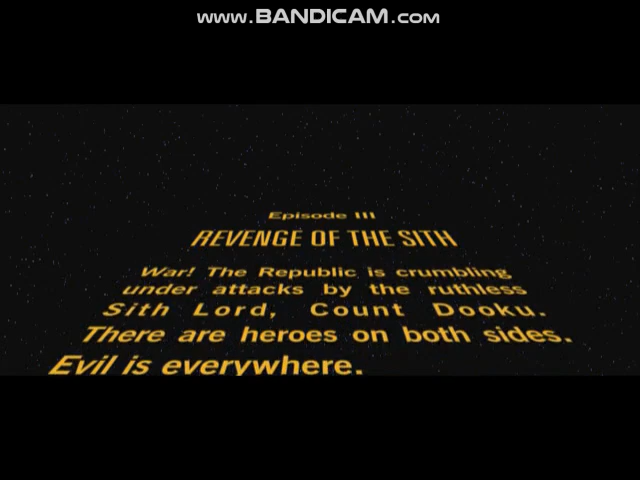 www.BANDICAM.com
Episode III
REVENGE OF THE SITH
War! The Republic is crumbling
under attacks by the ruthless
Sith Lord, Count Dooku.
There are heroes on both sides.
Evil is everywhere.